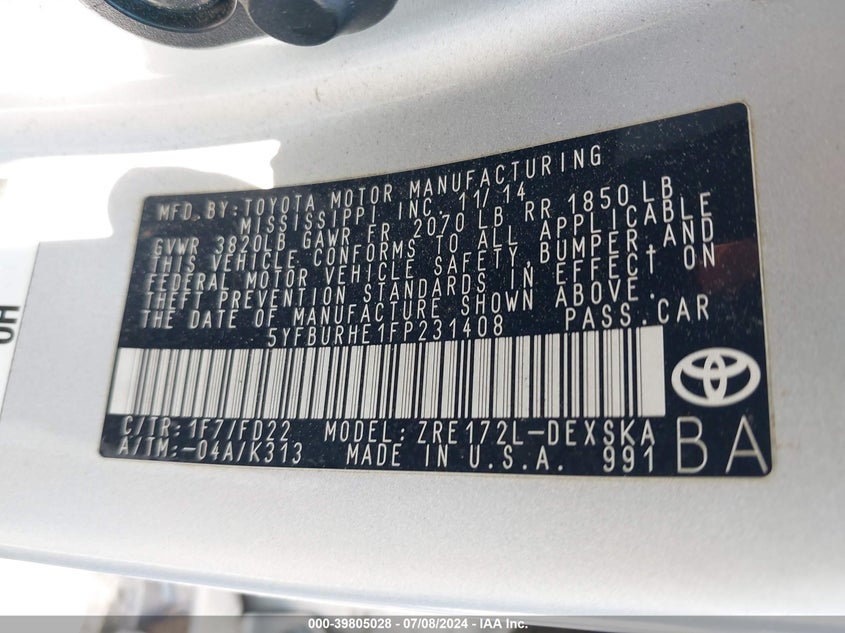 MFD. BY: TOYOTA MOTOR MANUFACTURING
MISSISSIPPI INC. 11/14
GVWR 3820LB GAWR FR 2070 LB RR 1850 LB
THIS VEHICLE CONFORMS TO ALL APPLICABLE
FEDERAL MOTOR VEHICLE SAFETY, BUMPER, AND
THEFT PREVENTION STANDARDS IN EFFECT ON
THE DATE OF MANUFACTURE SHOWN ABOVE.
5YFBURHE1FP231408 PASS. CAR
C/TR: 1F7/FD22 MODEL: ZRE172L-DEXSKA
A/TM:-04A/K313 MADE IN U.S.A. 991
BA
HO
000-39805028 - 07/08/2024 - IAA Inc.